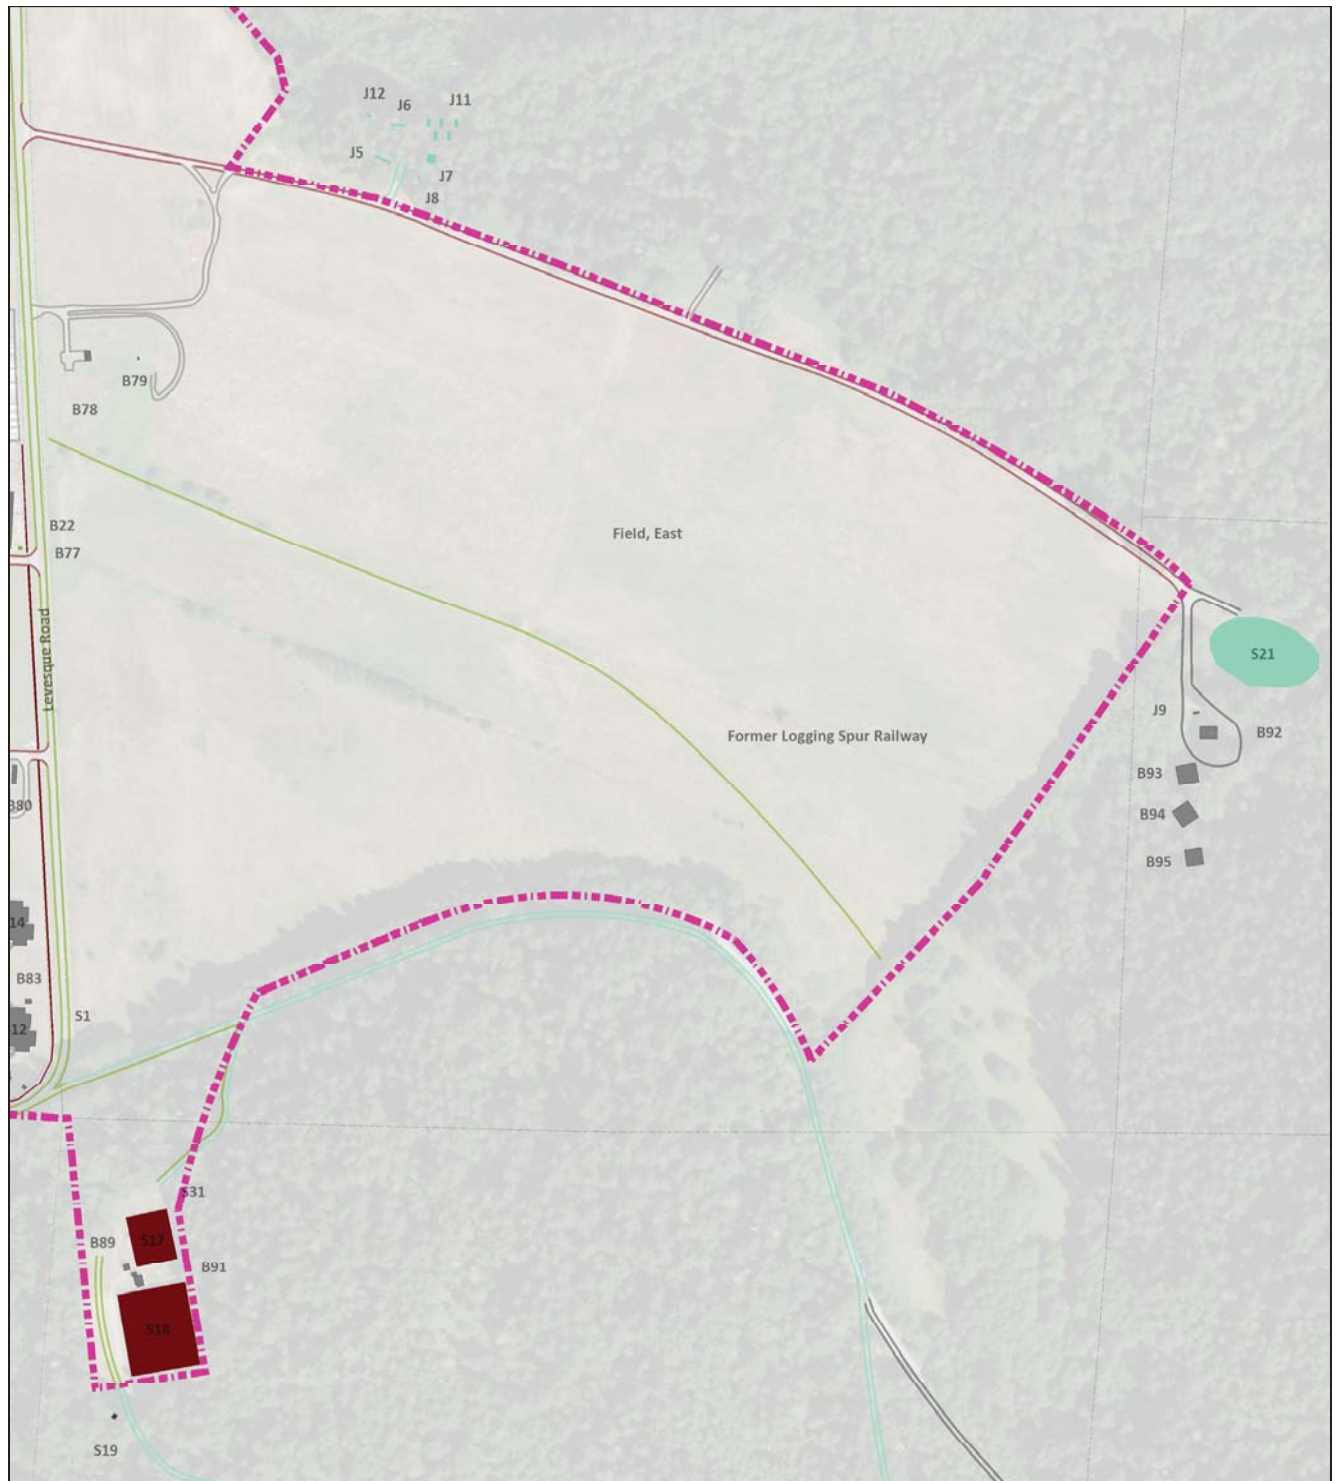 J12
J6
J11
J5
J7
J8
B79
B78
Field, East
B22
B77
Levesque Road
S21
J9
B92
Former Logging Spur Railway
B93
B80
B94
B95
14
B83
S1
12
S31
B89
S17
B91
S18
S19